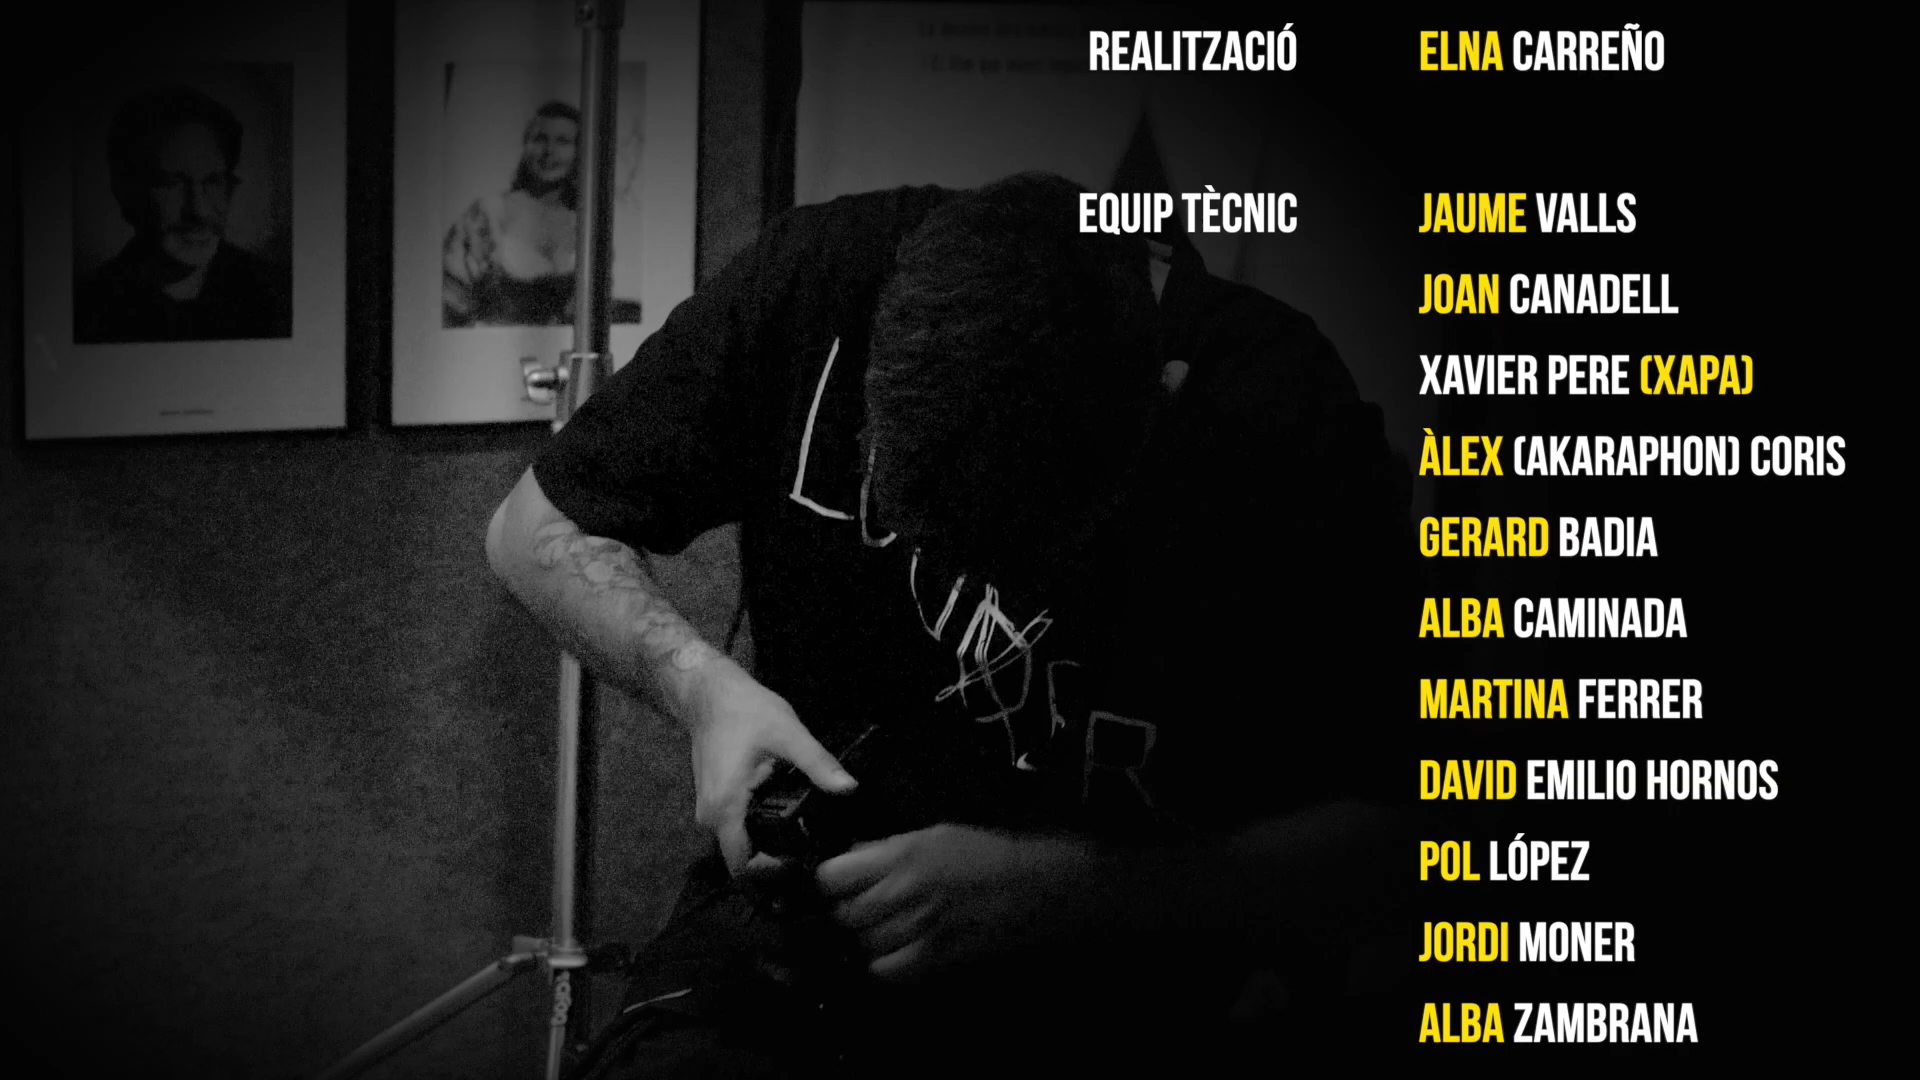 REALITZACIÓ ELNA CARREÑO
EQUIP TÈCNIC JAUME VALLS
JOAN CANADELL
XAVIER PERE (XAPA)
ÀLEX (AKARAPHON) CORIS
GERARD BADIA
ALBA CAMINADA
MARTINA FERRER
DAVID EMILIO HORNOS
POL LÓPEZ
JORDI MONER
ALBA ZAMBRANA